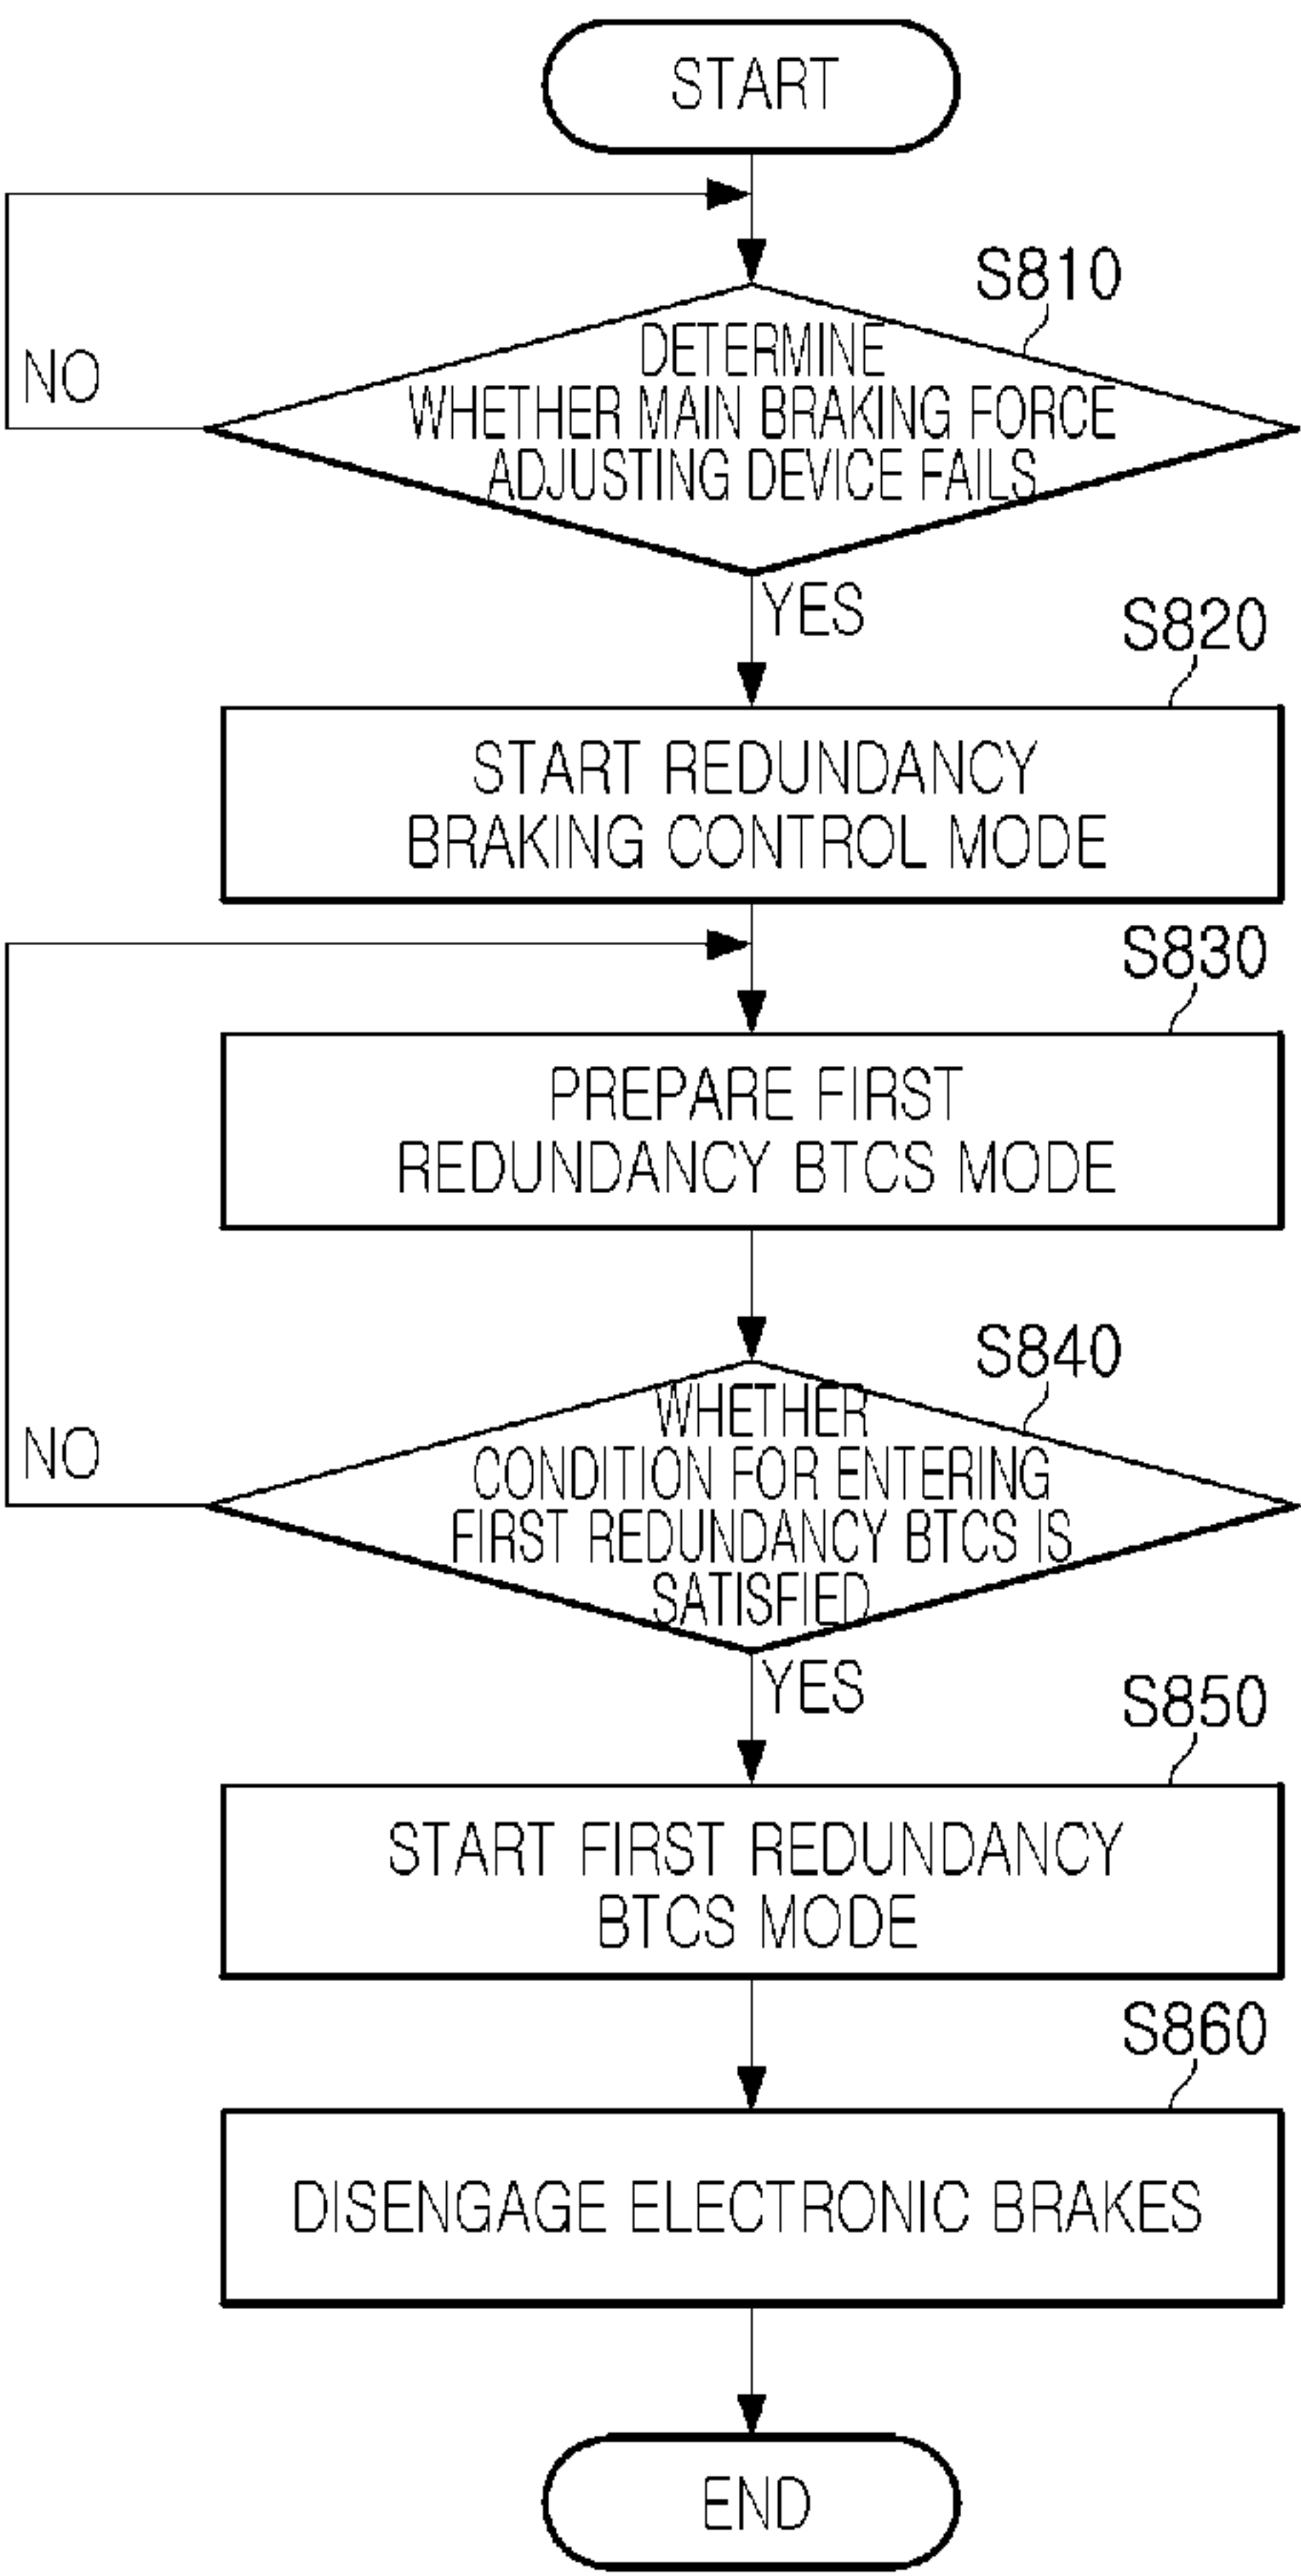 START
S810
DETERMINE
WHETHER MAIN BRAKING FORCE
ADJUSTING DEVICE FAILS
NO
YES
S820
START REDUNDANCY
BRAKING CONTROL MODE
S830
PREPARE FIRST
REDUNDANCY BTCS MODE
S840
WHETHER
CONDITION FOR ENTERING
FIRST REDUNDANCY BTCS IS
SATISFIED
NO
YES
S850
START FIRST REDUNDANCY
BTCS MODE
S860
DISENGAGE ELECTRONIC BRAKES
END